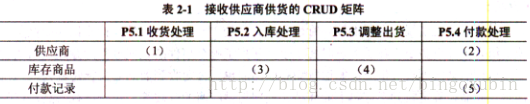 表 2-1 接收供应商供货的 CRUD 矩阵
P5.1 收货处理 P5.2 入库处理 P5.3 调整出货 P5.4 付款处理
供应商 （1） （2）
库存商品 （3） （4）
付款记录 （5）
http://blog.csdn.net/pingqiubin